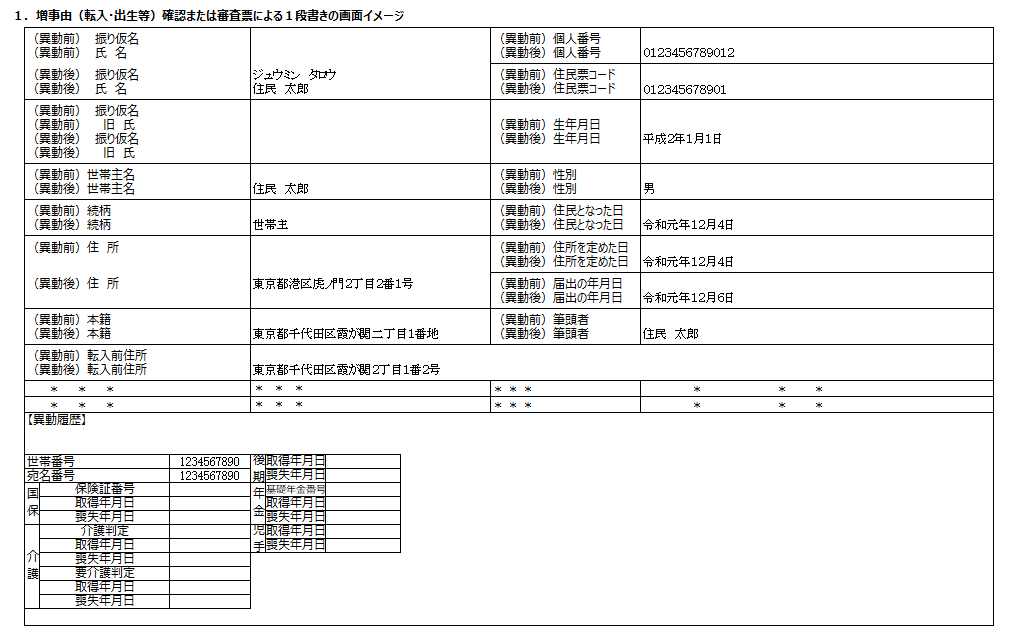 １．増事由（転入・出生等）確認または審査票による１段書きの画面イメージ
（異動前） 振り仮名
（異動前） 氏 名
（異動後） 振り仮名 ジュウミン タロウ
（異動後） 氏 名 住民 太郎
（異動前）個人番号
（異動後）個人番号 0123456789012
（異動前）住民票コード
（異動後）住民票コード 012345678901
（異動前） 振り仮名
（異動前） 旧 氏
（異動後） 振り仮名
（異動後） 旧 氏
（異動前）生年月日
（異動後）生年月日 平成2年1月1日
（異動前）世帯主名
（異動後）世帯主名 住民 太郎
（異動前）性別
（異動後）性別 男
（異動前）続柄
（異動後）続柄 世帯主
（異動前）住民となった日
（異動後）住民となった日 令和元年12月4日
（異動前）住 所
（異動後）住 所 東京都港区虎ノ門2丁目2番1号
（異動前）住所を定めた日
（異動後）住所を定めた日 令和元年12月4日
（異動前）届出の年月日
（異動後）届出の年月日 令和元年12月6日
（異動前）本籍
（異動後）本籍 東京都千代田区霞が関二丁目1番地
（異動前）筆頭者
（異動後）筆頭者 住民 太郎
（異動前）転入前住所
（異動後）転入前住所 東京都千代田区霞が関2丁目1番2号
＊ ＊ ＊ ＊ ＊ ＊ ＊ ＊ ＊ ＊ ＊ ＊
＊ ＊ ＊ ＊ ＊ ＊ ＊ ＊ ＊ ＊ ＊ ＊
【異動履歴】
世帯番号 1234567890
宛名番号 1234567890
国保
保険証番号
取得年月日
喪失年月日
介護
介護判定
取得年月日
喪失年月日
要介護判定
取得年月日
喪失年月日
後期
取得年月日
喪失年月日
年金
基礎年金番号
取得年月日
喪失年月日
児手
取得年月日
喪失年月日